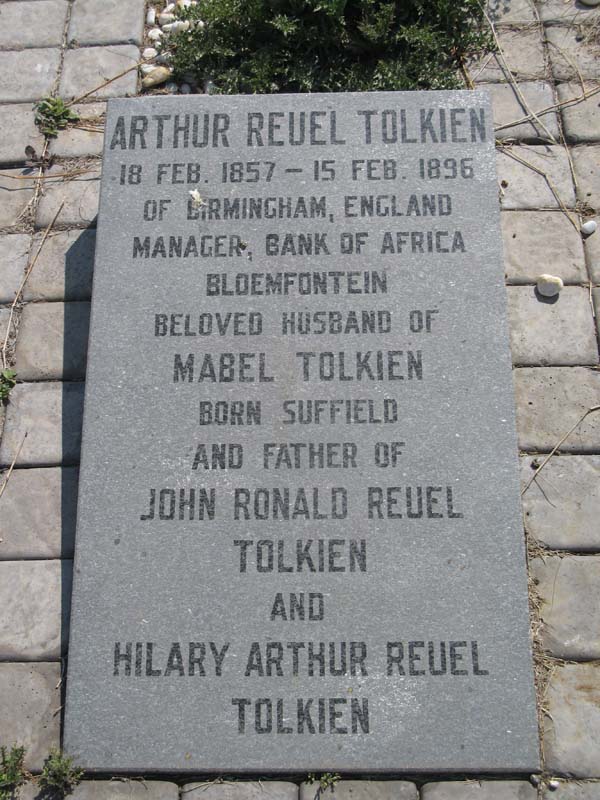 ARTHUR REUEL TOLKIEN
18 FEB. 1857 – 15 FEB. 1896
OF BIRMINGHAM, ENGLAND
MANAGER, BANK OF AFRICA
BLOEMFONTEIN
BELOVED HUSBAND OF
MABEL TOLKIEN
BORN SUFFIELD
AND FATHER OF
JOHN RONALD REUEL
TOLKIEN
AND
HILARY ARTHUR REUEL
TOLKIEN